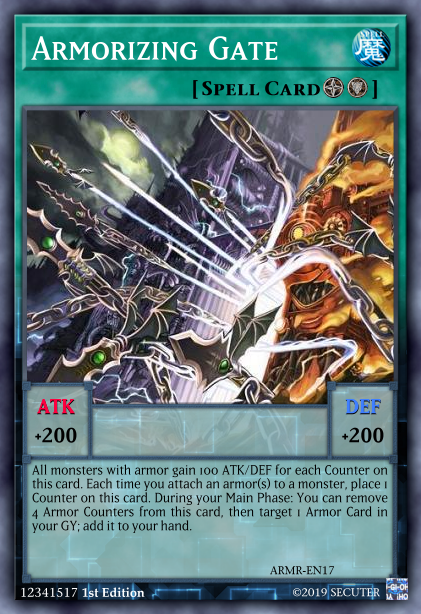 Armorizing Gate
魔
[Spell Card]
ATK
+200
DEF
+200
All monsters with armor gain 100 ATK/DEF for each Counter on
this card. Each time you attach an armor(s) to a monster, place 1
Counter on this card. During your Main Phase: You can remove
4 Armor Counters from this card, then target 1 Armor Card in
your GY; add it to your hand.
ARMR-EN17
12341517 1st Edition
©2019 SECUTER